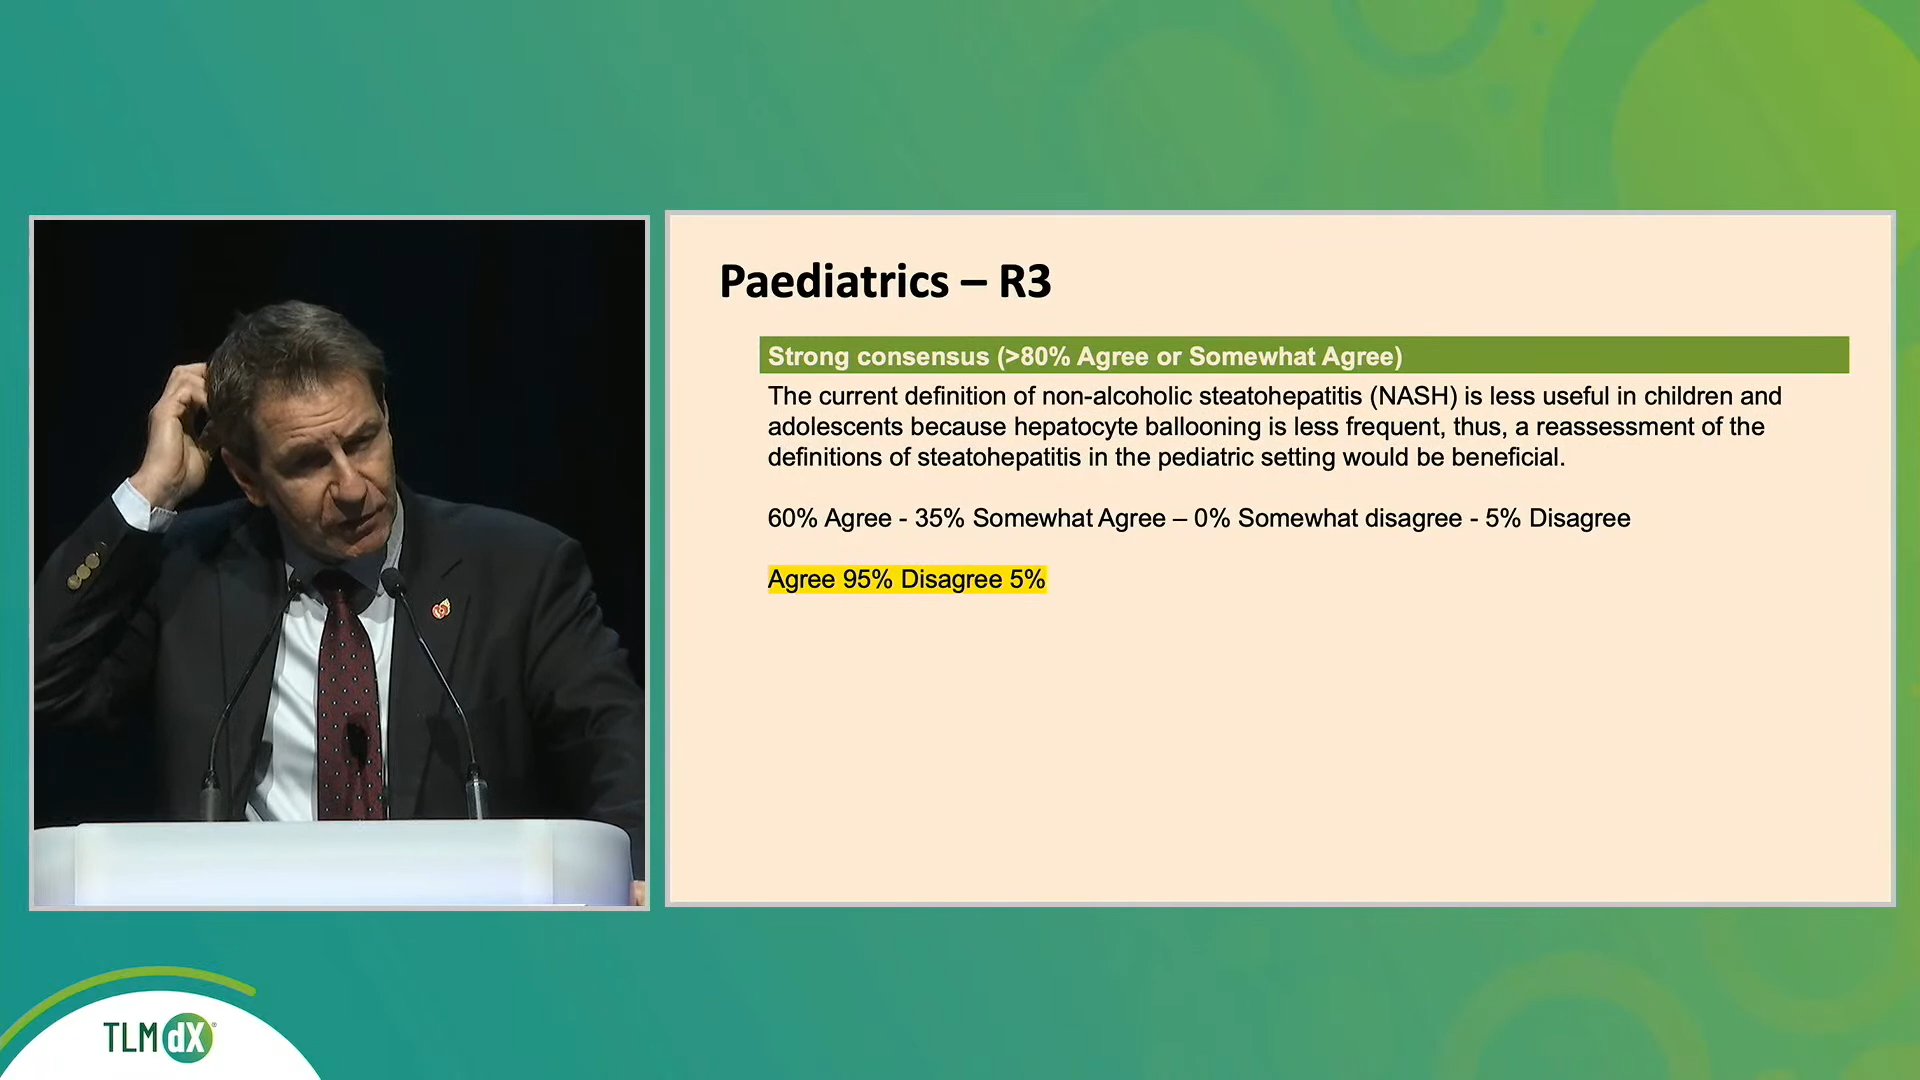 Paediatrics – R3
Strong consensus (>80% Agree or Somewhat Agree)
The current definition of non-alcoholic steatohepatitis (NASH) is less useful in children and
adolescents because hepatocyte ballooning is less frequent, thus, a reassessment of the
definitions of steatohepatitis in the pediatric setting would be beneficial.
60% Agree - 35% Somewhat Agree – 0% Somewhat disagree - 5% Disagree
Agree 95% Disagree 5%
TLMdX®